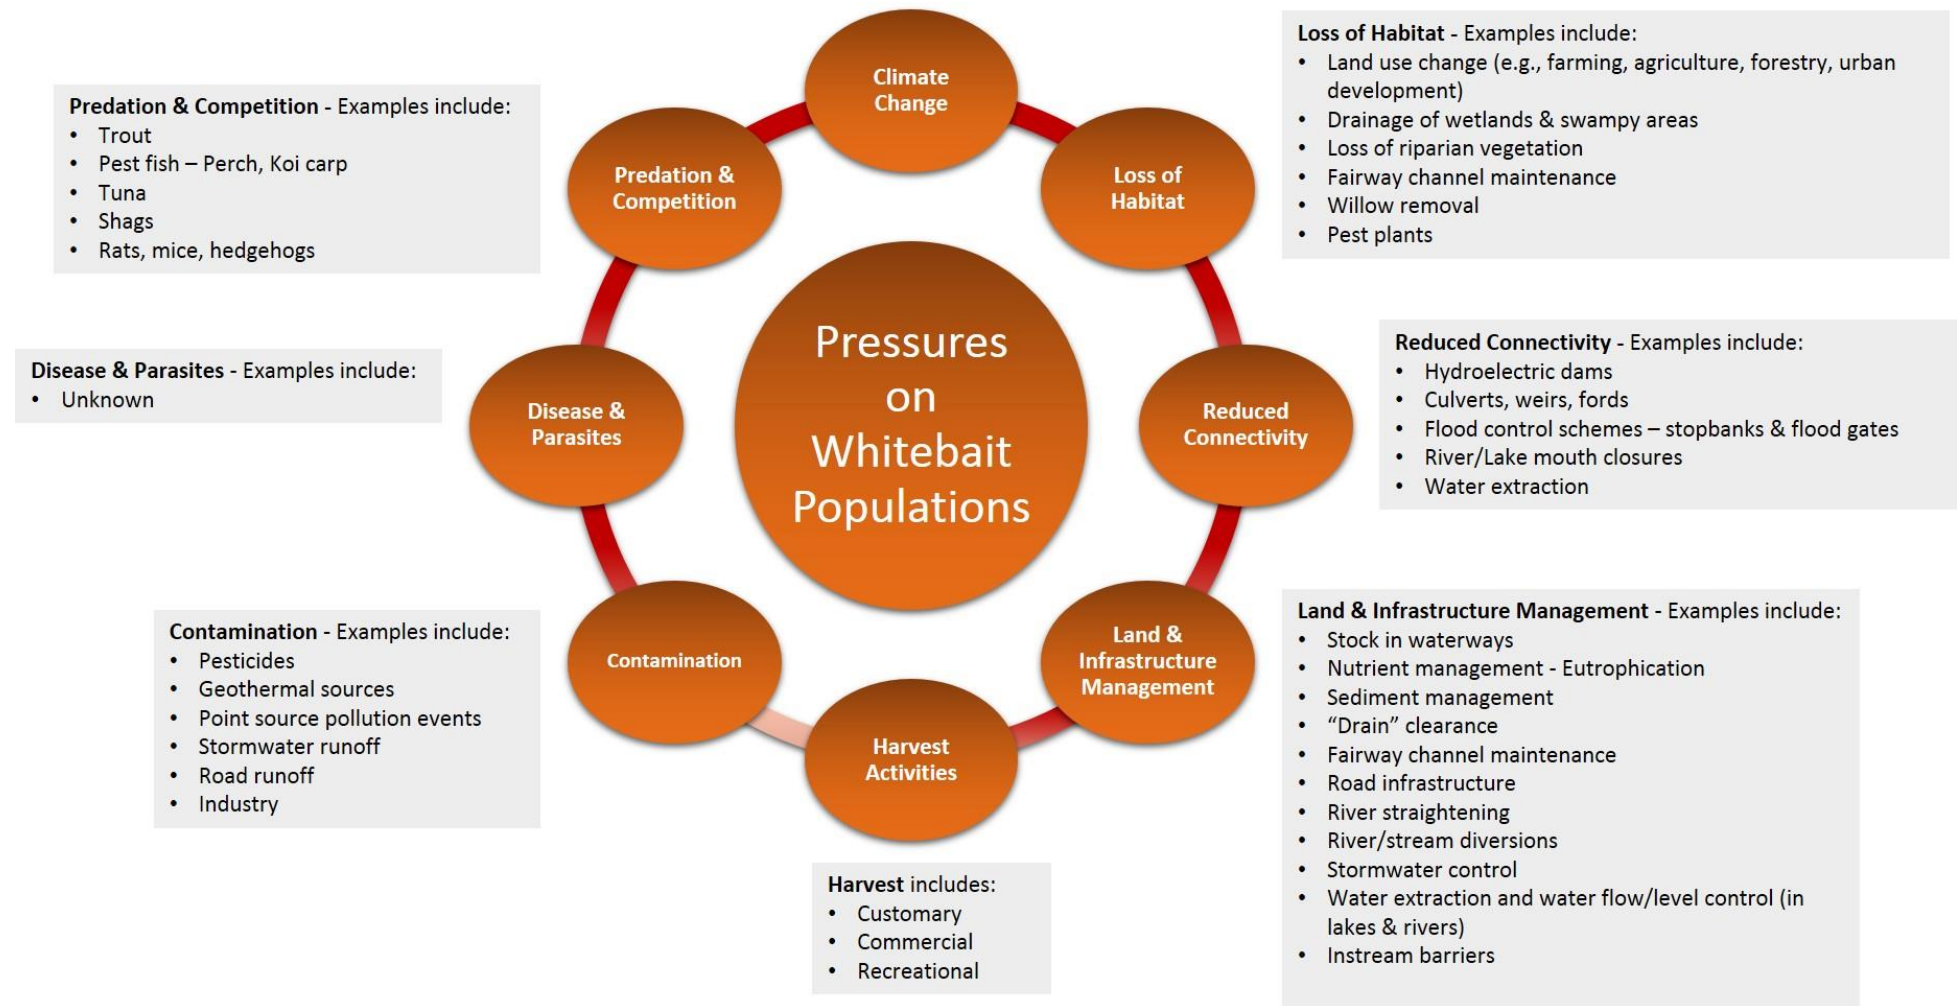 Climate
Change
Loss of
Habitat
Reduced
Connectivity
Land &
Infrastructure
Management
Harvest
Activities
Contamination
Disease &
Parasites
Predation &
Competition
Pressures
on
Whitebait
Populations
Loss of Habitat - Examples include:
• Land use change (e.g., farming, agriculture, forestry, urban
development)
• Drainage of wetlands & swampy areas
• Loss of riparian vegetation
• Fairway channel maintenance
• Willow removal
• Pest plants
Reduced Connectivity - Examples include:
• Hydroelectric dams
• Culverts, weirs, fords
• Flood control schemes – stopbanks & flood gates
• River/Lake mouth closures
• Water extraction
Land & Infrastructure Management - Examples include:
• Stock in waterways
• Nutrient management - Eutrophication
• Sediment management
• “Drain” clearance
• Fairway channel maintenance
• Road infrastructure
• River straightening
• River/stream diversions
• Stormwater control
• Water extraction and water flow/level control (in
lakes & rivers)
• Instream barriers
Harvest includes:
• Customary
• Commercial
• Recreational
Contamination - Examples include:
• Pesticides
• Geothermal sources
• Point source pollution events
• Stormwater runoff
• Road runoff
• Industry
Disease & Parasites - Examples include:
• Unknown
Predation & Competition - Examples include:
• Trout
• Pest fish – Perch, Koi carp
• Tuna
• Shags
• Rats, mice, hedgehogs